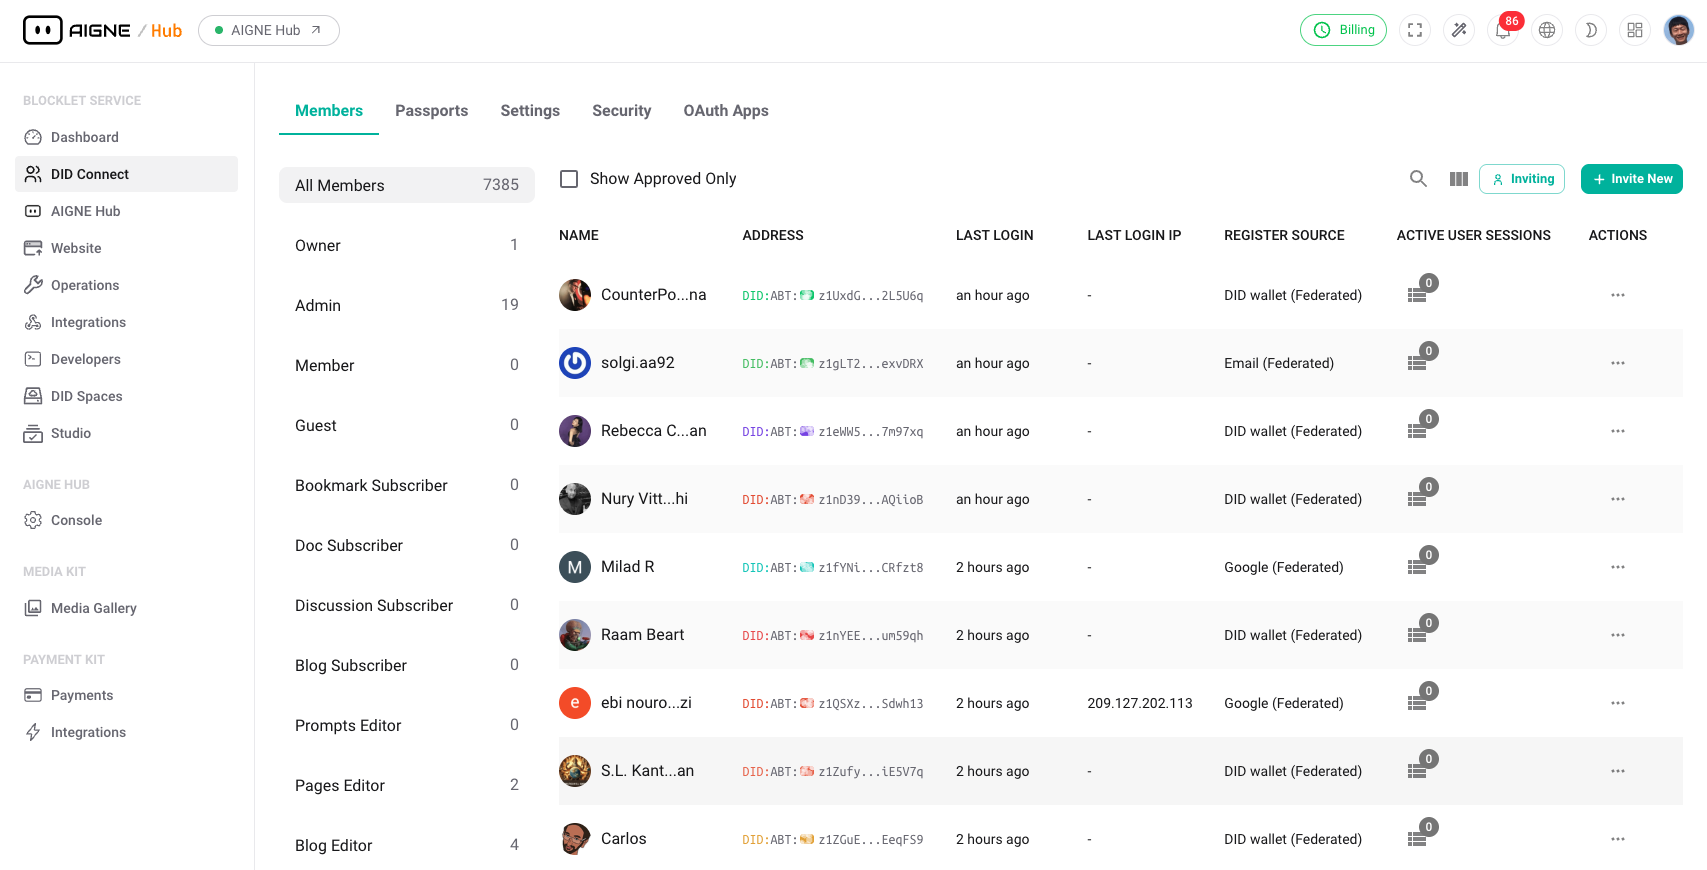 AIGNE / Hub
AIGNE Hub
Billing
86
BLOCKLET SERVICE
Dashboard
DID Connect
AIGNE Hub
Website
Operations
Integrations
Developers
DID Spaces
Studio
AIGNE HUB
Console
MEDIA KIT
Media Gallery
PAYMENT KIT
Payments
Integrations
Members Passports Settings Security OAuth Apps
All Members 7385
Owner 1
Admin 19
Member 0
Guest 0
Bookmark Subscriber 0
Doc Subscriber 0
Discussion Subscriber 0
Blog Subscriber 0
Prompts Editor 0
Pages Editor 2
Blog Editor 4
Show Approved Only
Inviting
+ Invite New
NAME ADDRESS LAST LOGIN LAST LOGIN IP REGISTER SOURCE ACTIVE USER SESSIONS ACTIONS
CounterPo...na DID:ABT: z1UxdG...2L5U6q an hour ago - DID wallet (Federated) 0 ...
solgi.aa92 DID:ABT: z1gLT2...exvDRX an hour ago - Email (Federated) 0 ...
Rebecca C...an DID:ABT: z1eWW5...7m97xq an hour ago - DID wallet (Federated) 0 ...
Nury Vitt...hi DID:ABT: z1nD39...AQiioB an hour ago - DID wallet (Federated) 0 ...
M Milad R DID:ABT: z1fYNi...CRfzt8 2 hours ago - Google (Federated) 0 ...
Raam Beart DID:ABT: z1nYEE...um59qh 2 hours ago - DID wallet (Federated) 0 ...
e ebi nouro...zi DID:ABT: z1QSXz...Sdwh13 2 hours ago 209.127.202.113 Google (Federated) 0 ...
S.L. Kant...an DID:ABT: z1Zufy...iE5V7q 2 hours ago - DID wallet (Federated) 0 ...
Carlos DID:ABT: z1ZGuE...EeqFS9 2 hours ago - DID wallet (Federated) 0 ...